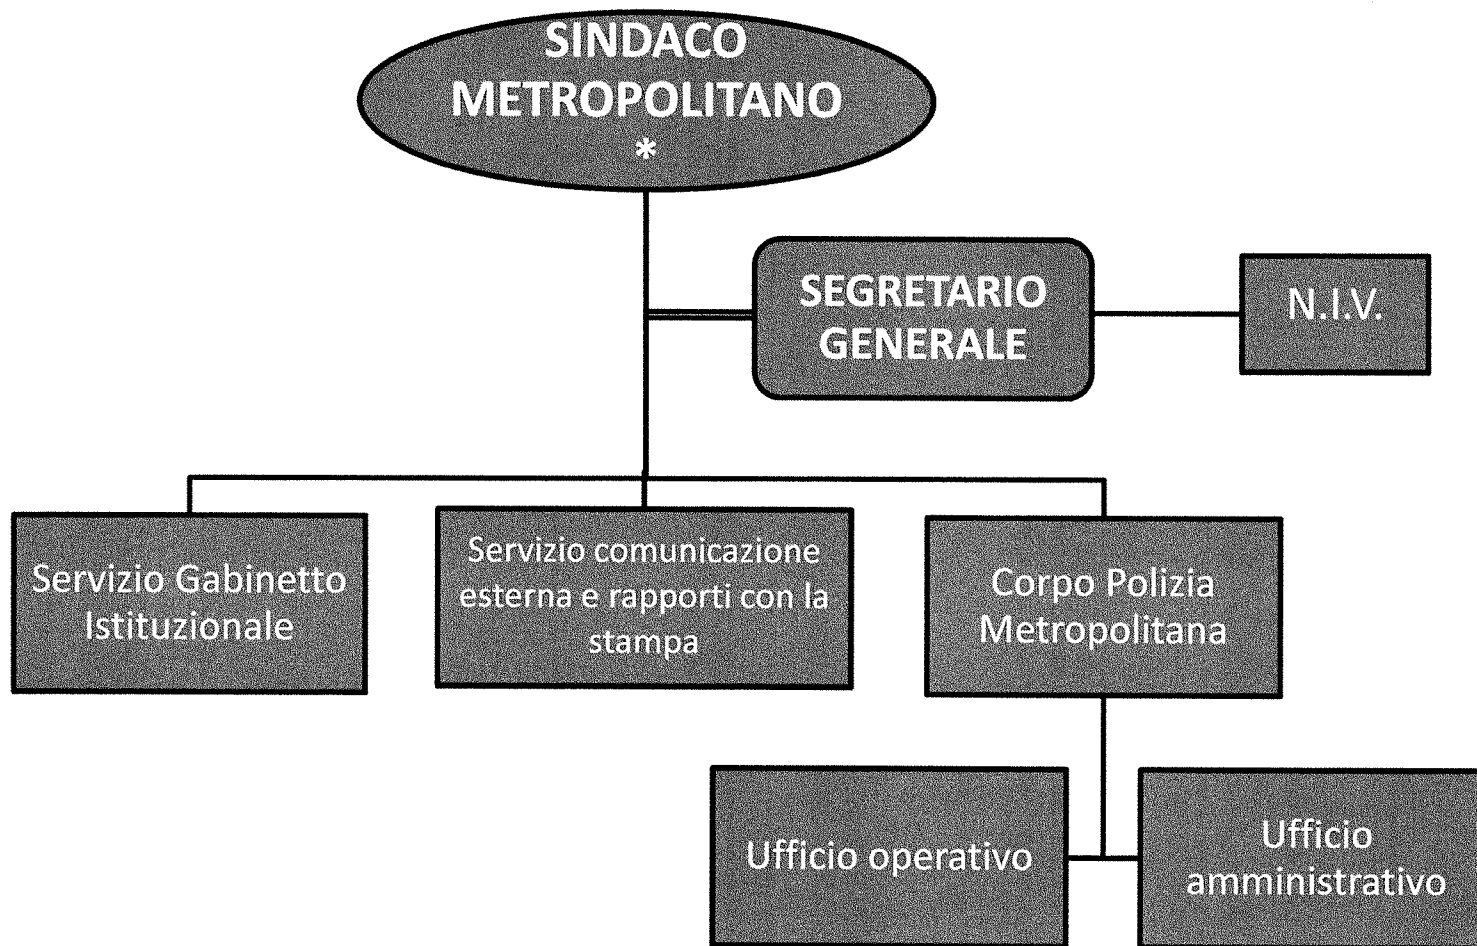 SINDACO
METROPOLITANO
*
SEGRETARIO
GENERALE
N.I.V.
Servizio Gabinetto
Istituzionale
Servizio comunicazione
esterna e rapporti con la
stampa
Corpo Polizia
Metropolitana
Ufficio operativo
Ufficio
amministrativo